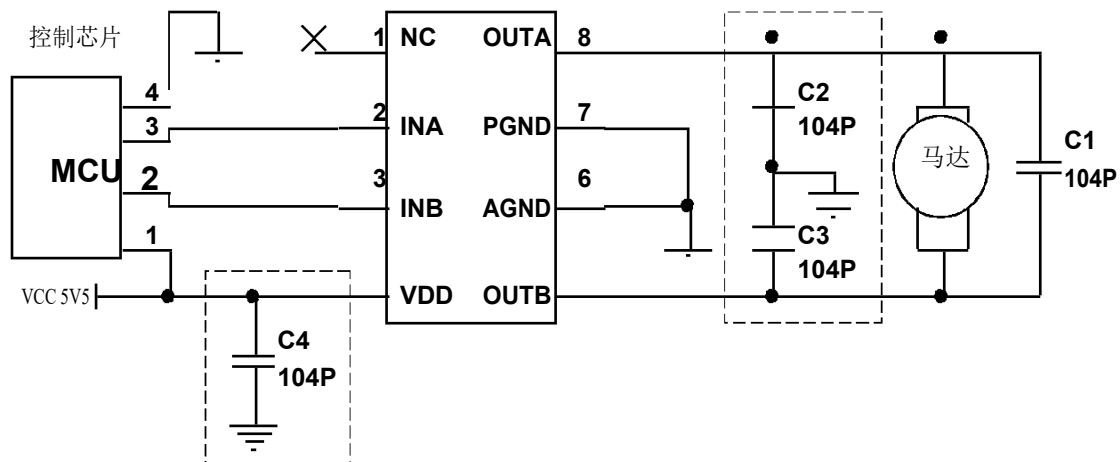 控制芯片
1 NC OUTA 8
4
3
2 INA PGND 7
MCU
2
3 INB AGND 6
1
VCC 5V5
VDD OUTB
C2
104P
C3
104P
马达
C1
104P
C4
104P